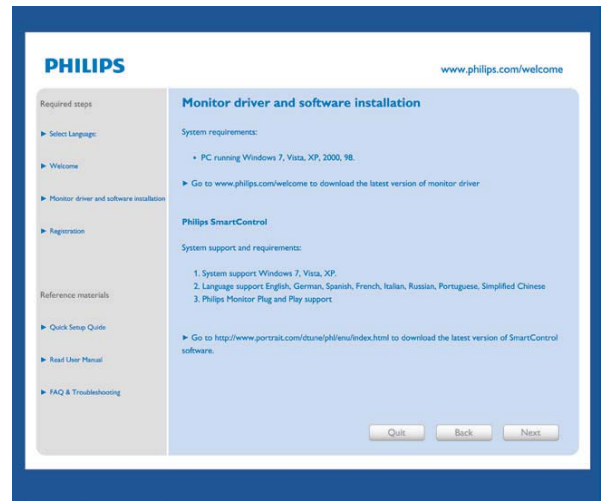 PHILIPS
www.philips.com/welcome
Required steps
► Select Language:
► Welcome
► Monitor driver and software installation
► Registration
Reference materials
► Quick Setup Quide
► Read User Manual
► FAQ & Troubleshooting
Monitor driver and software installation
System requirements:
• PC running Windows 7, Vista, XP, 2000, 98.
► Go to www.philips.com/welcome to download the latest version of monitor driver
Philips SmartControl
System support and requirements:
1. System support Windows 7, Vista, XP.
2. Language support English, German, Spanish, French, Italian, Russian, Portuguese, Simplified Chinese
3. Philips Monitor Plug and Play support
► Go to http://www.portrait.com/dtune/phl/enu/index.html to download the latest version of SmartControl
software.
Quit
Back
Next